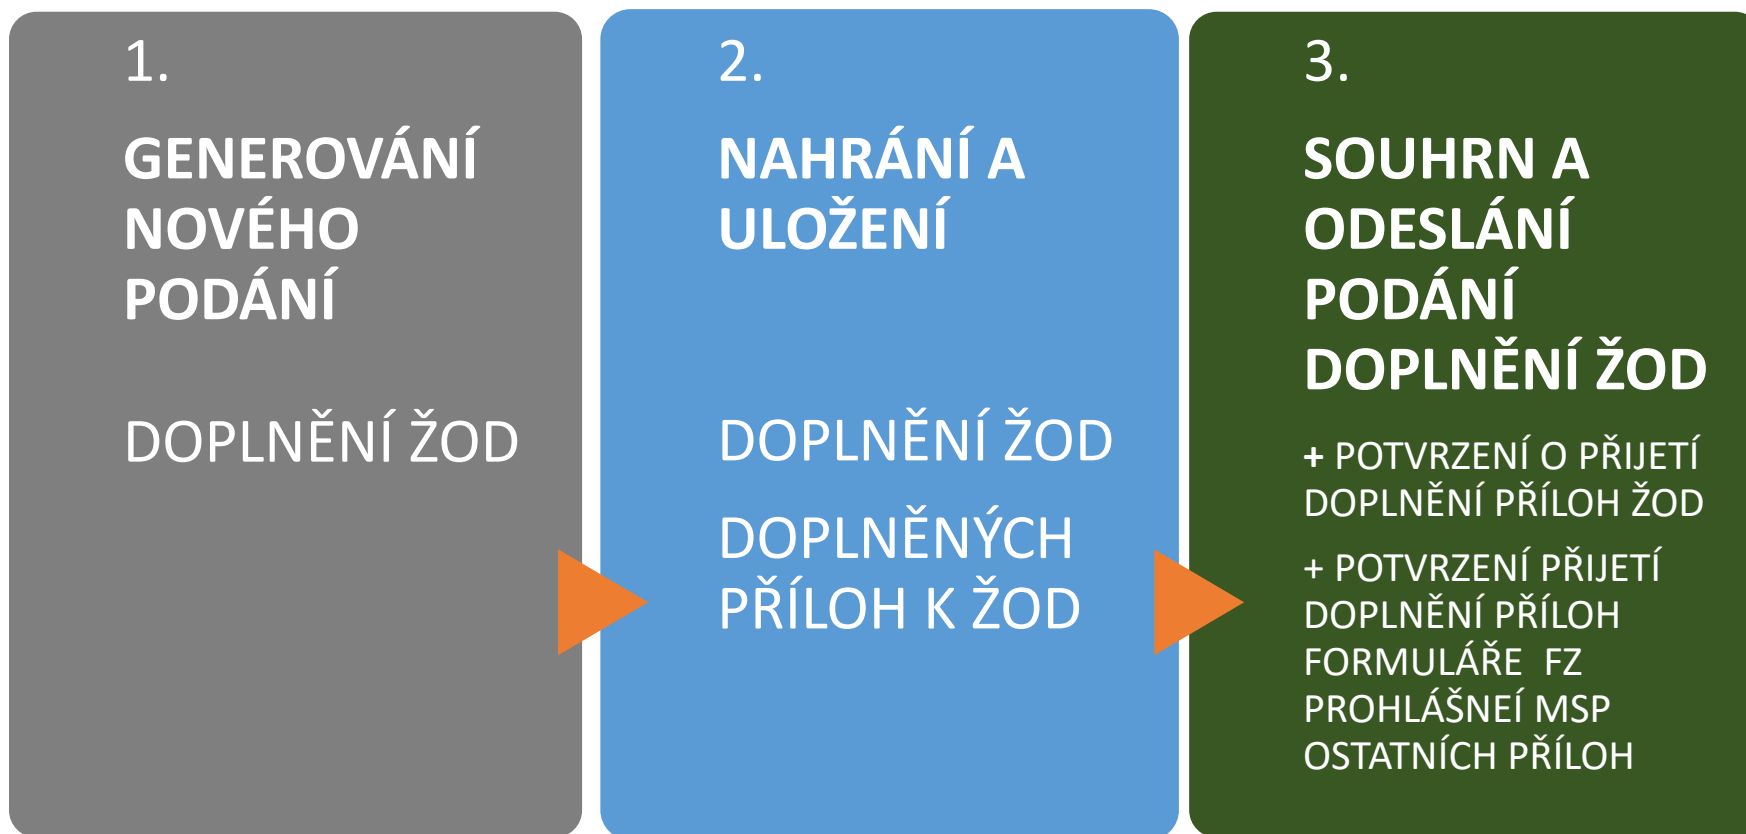 1.
GENEROVÁNÍ
NOVÉHO
PODÁNÍ
DOPLNĚNÍ ŽOD
2.
NAHRÁNÍ A
ULOŽENÍ
DOPLNĚNÍ ŽOD
DOPLNĚNÝCH
PŘÍLOH K ŽOD
3.
SOUHRN A
ODESLÁNÍ
PODÁNÍ
DOPLNĚNÍ ŽOD
+ POTVRZENÍ O PŘIJETÍ
DOPLNĚNÍ PŘÍLOH ŽOD
+ POTVRZENÍ PŘIJETÍ
DOPLNĚNÍ PŘÍLOH
FORMULÁŘE  FZ
PROHLÁŠNEÍ MSP
OSTATNÍCH PŘÍLOH